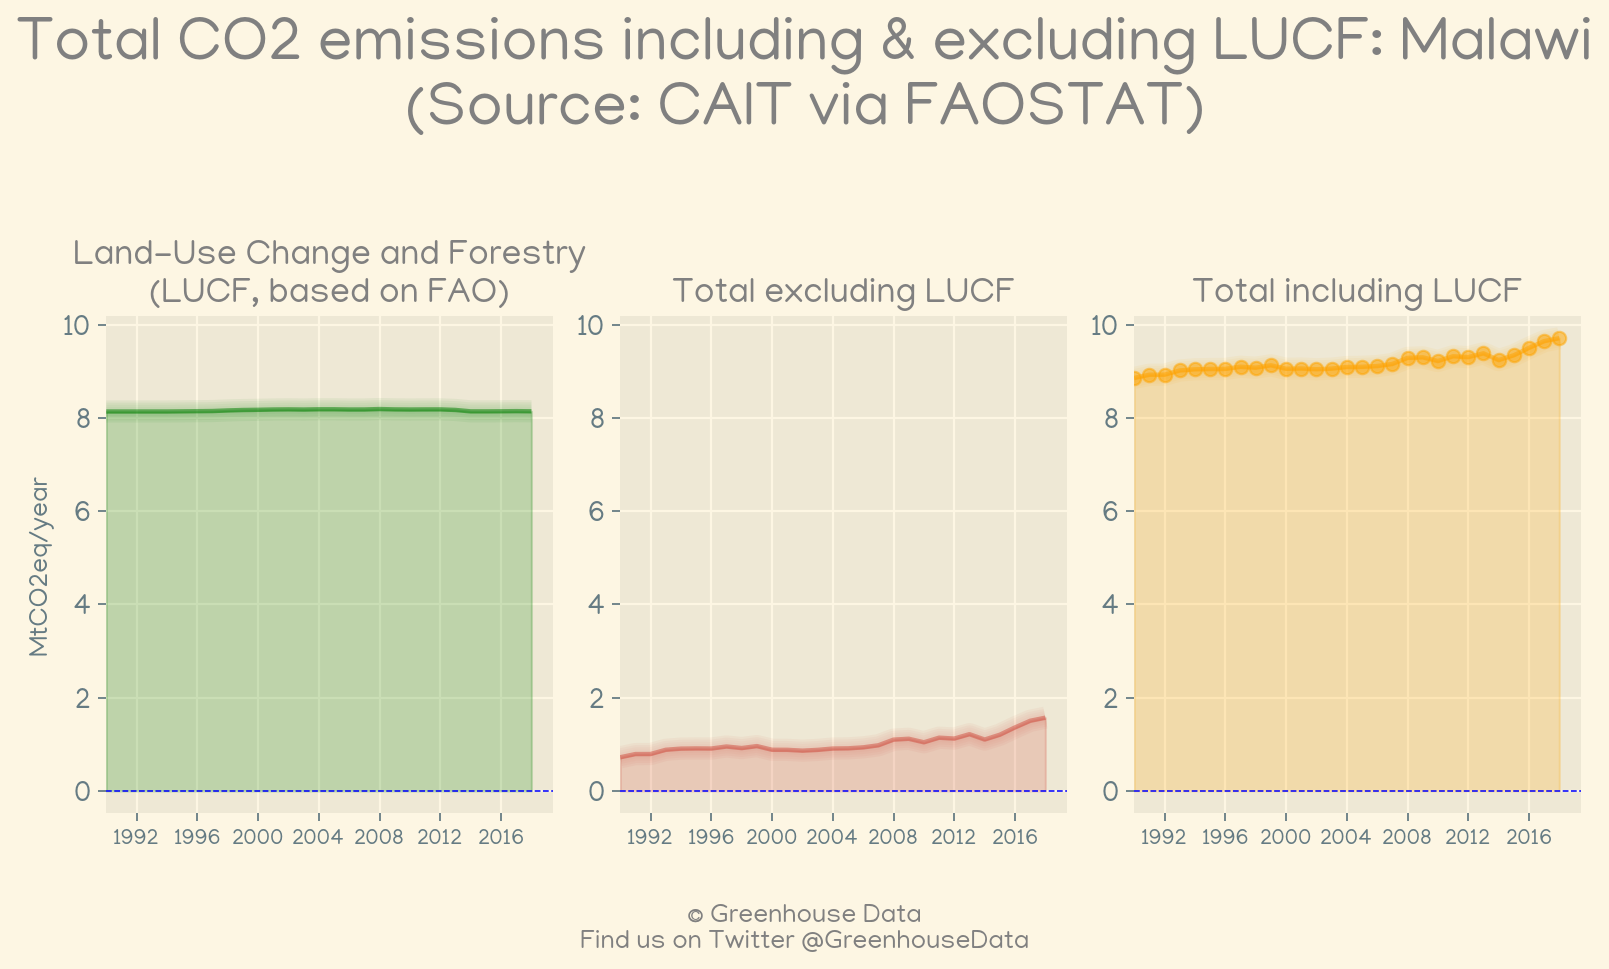 Total CO2 emissions including & excluding LUCF: Malawi
(Source: CAIT via FAOSTAT)
Land-Use Change and Forestry
(LUCF, based on FAO)
Total excluding LUCF
Total including LUCF
MtCO2eq/year
10
8
6
4
2
0
1992 1996 2000 2004 2008 2012 2016
10
8
6
4
2
0
1992 1996 2000 2004 2008 2012 2016
10
8
6
4
2
0
1992 1996 2000 2004 2008 2012 2016
© Greenhouse Data
Find us on Twitter @GreenhouseData